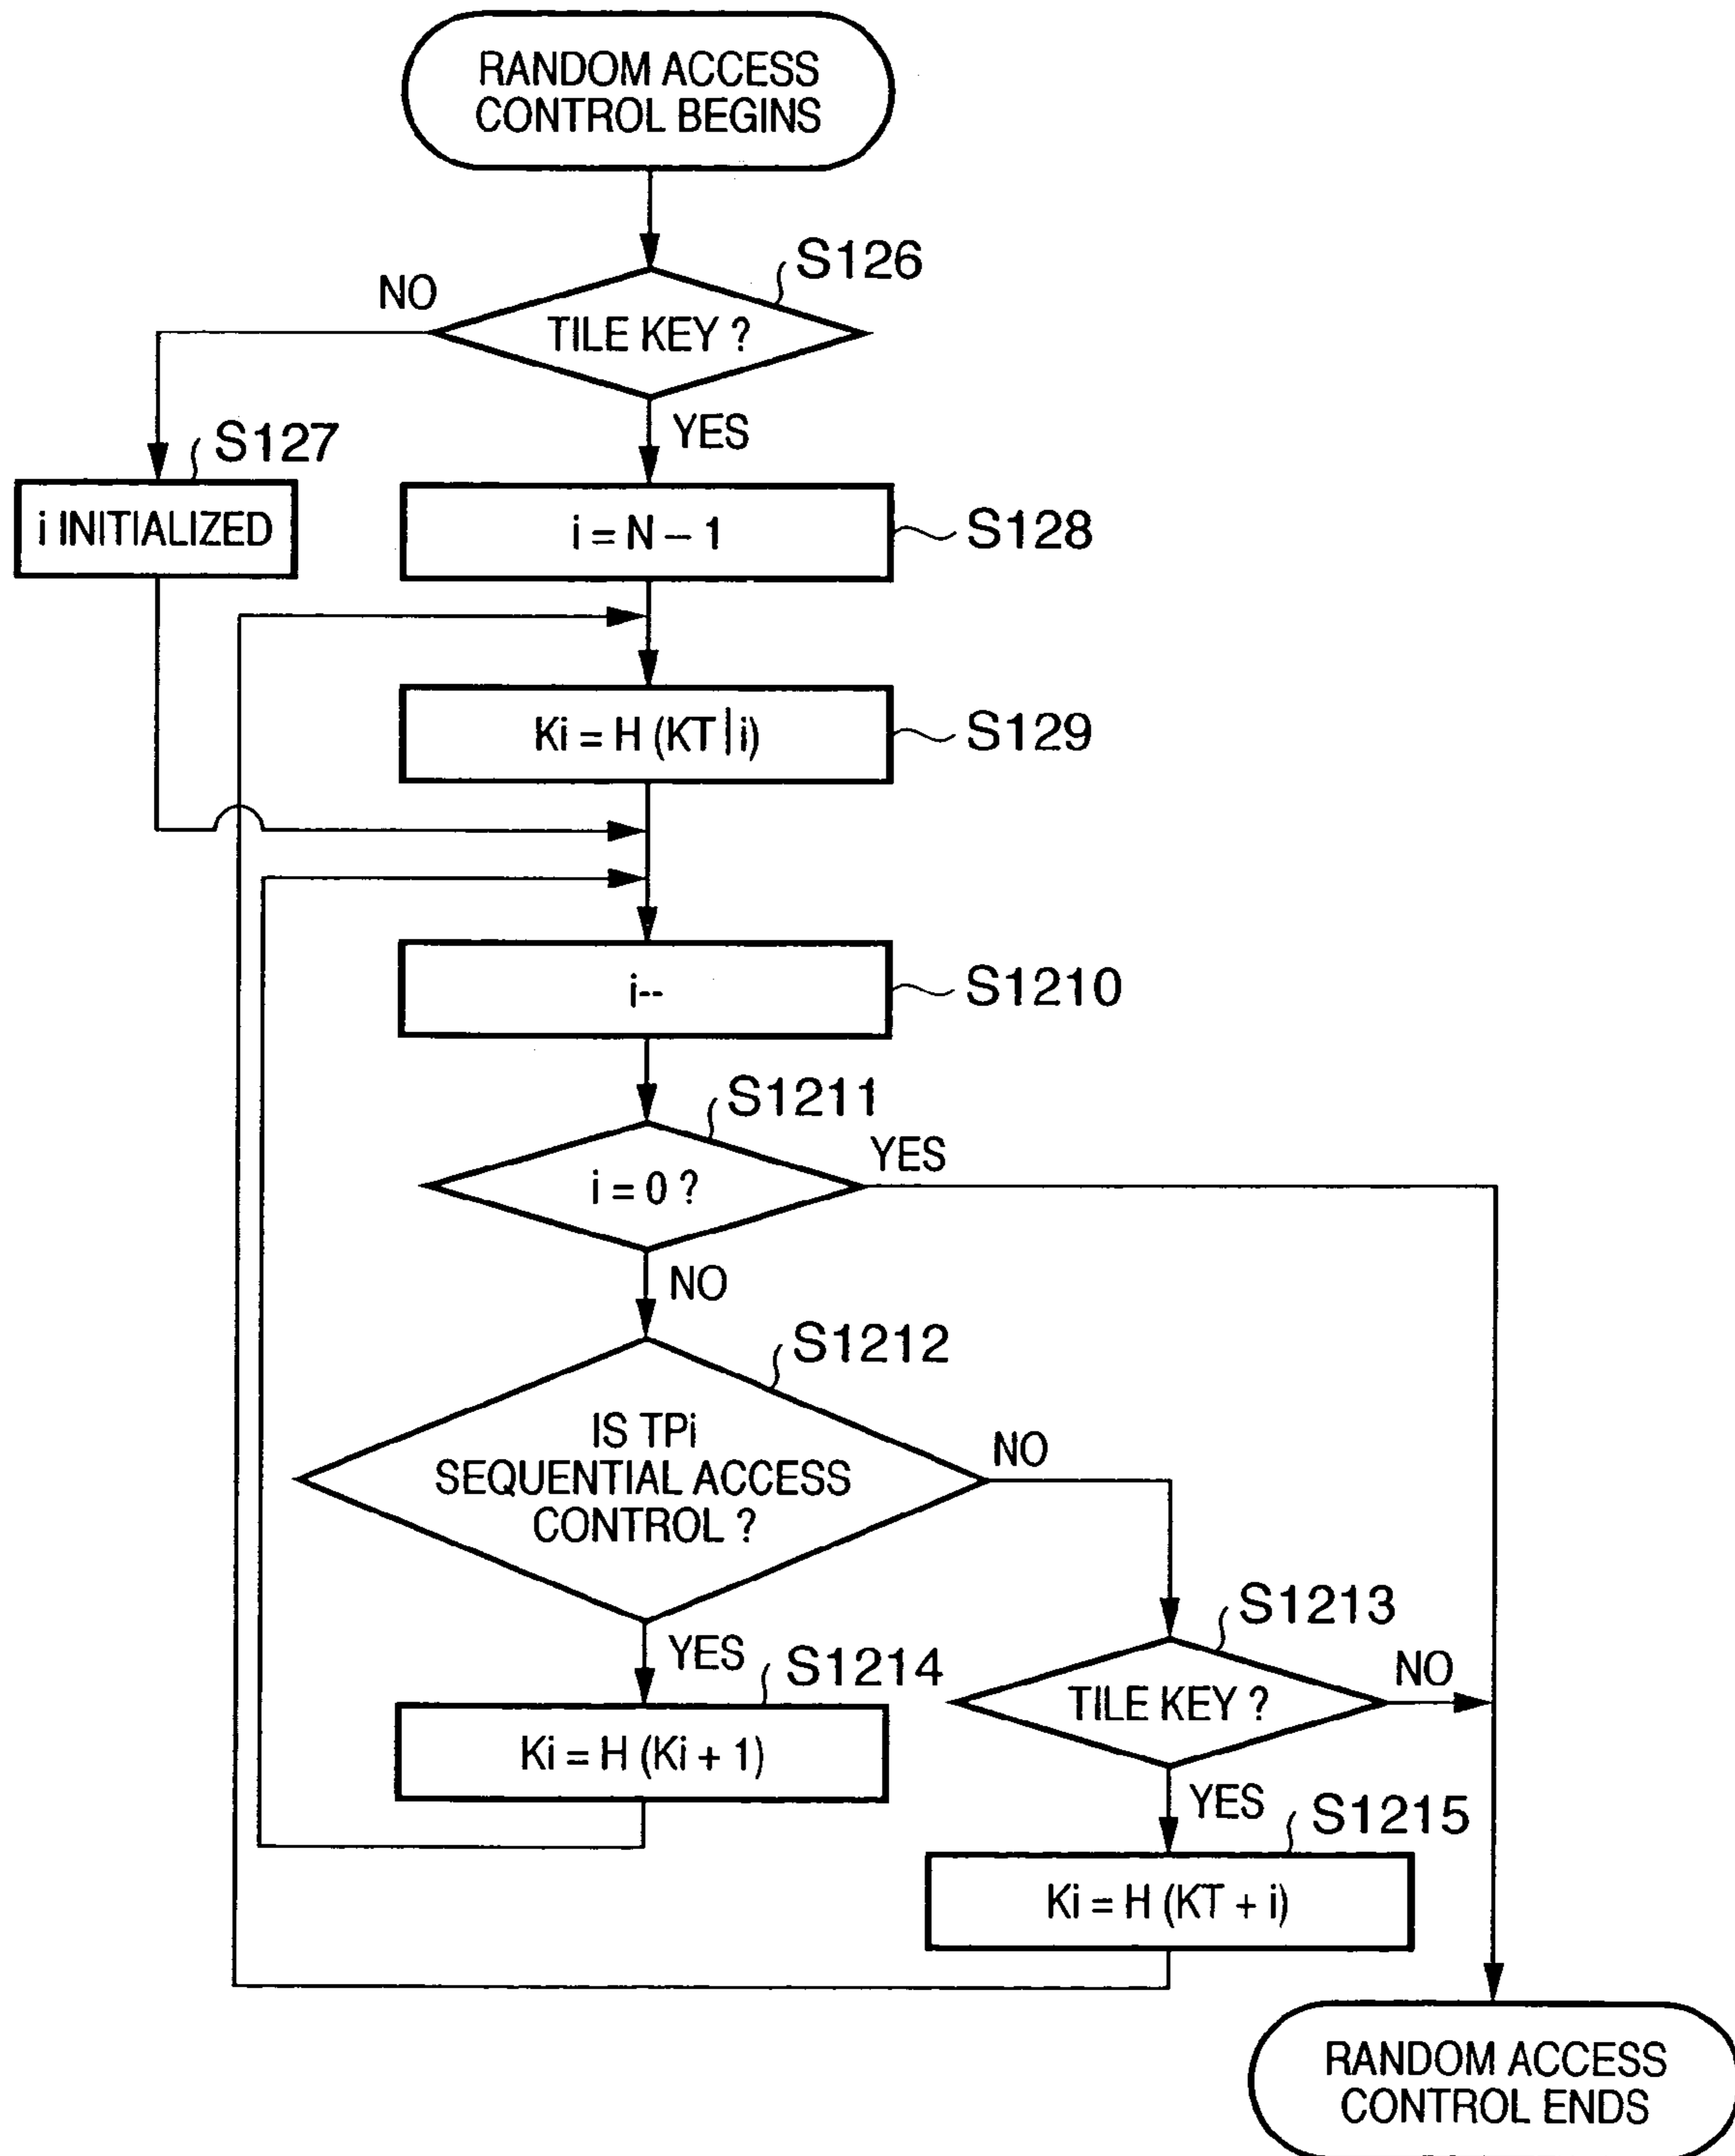 RANDOM ACCESS
CONTROL BEGINS
S126
NO
TILE KEY ?
YES
S127
i INITIALIZED
i = N – 1
S128
Ki = H (KT | i)
S129
i--
S1210
S1211
YES
i = 0 ?
NO
S1212
IS TPi
SEQUENTIAL ACCESS
CONTROL ?
NO
S1213
YES
S1214
NO
TILE KEY ?
Ki = H (Ki + 1)
YES
S1215
Ki = H (KT + i)
RANDOM ACCESS
CONTROL ENDS